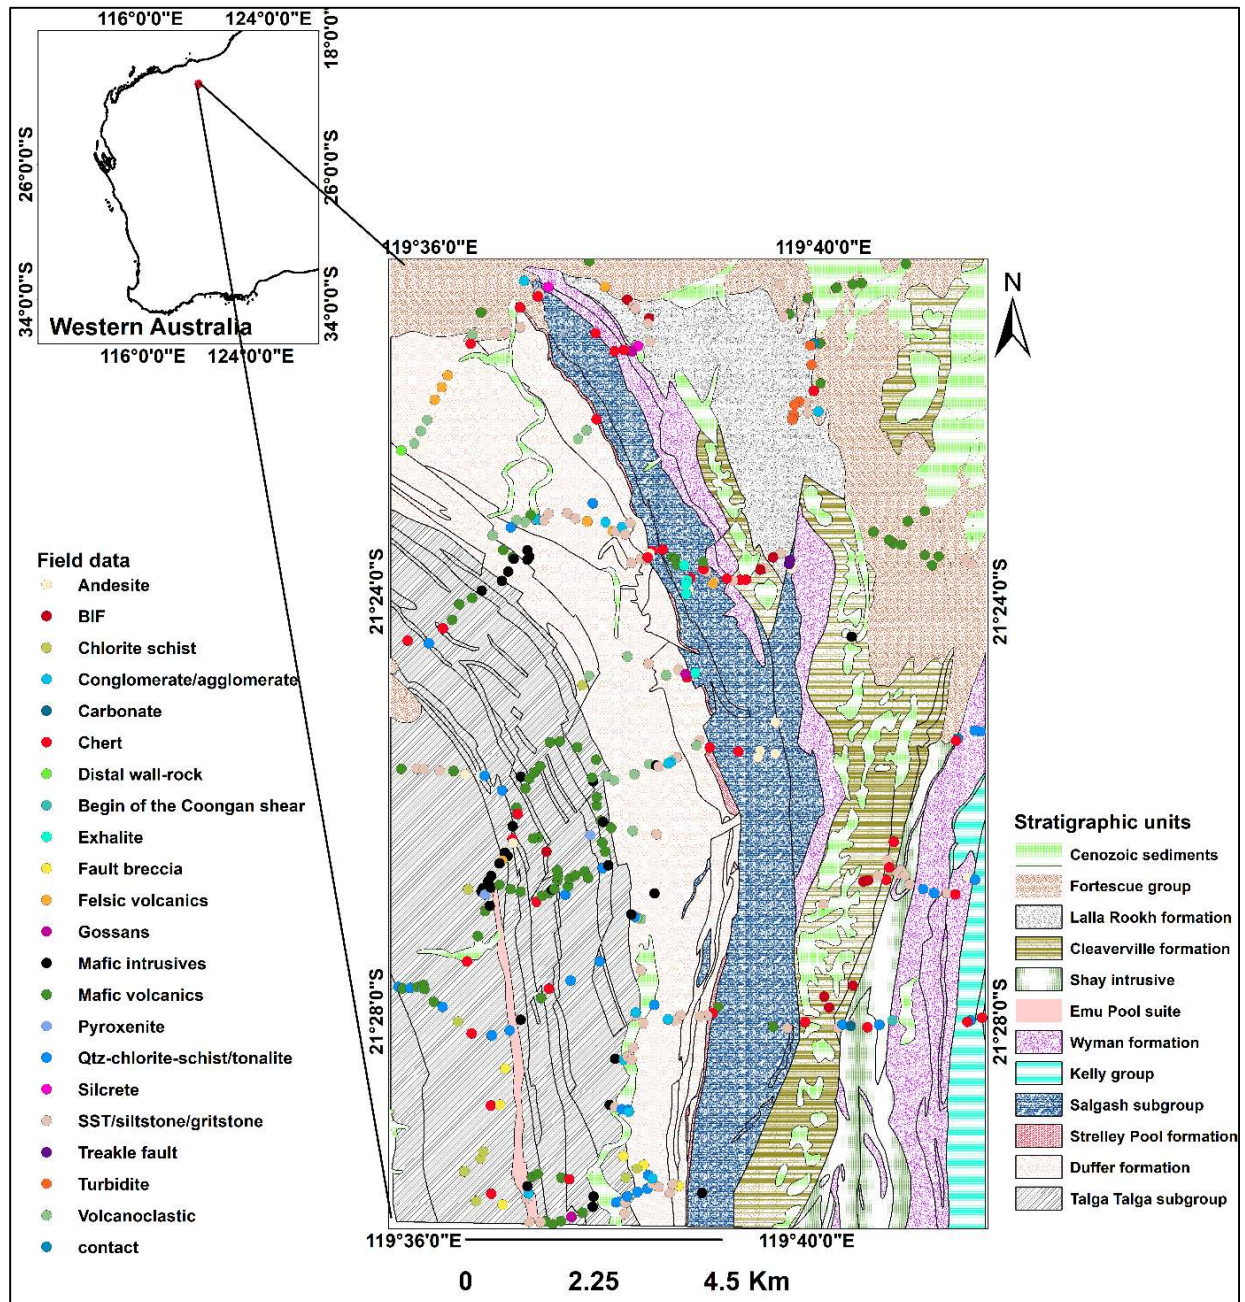 116°0'0"E 124°0'0"E
18°0'0"
26°0'0"S
26°0'0"S
34°0'0"S
34°0'0"S
Western Australia
116°0'0"E 124°0'0"E
119°36'0"E 119°40'0"E
N
21°24'0"S
21°24'0"S
21°28'0"S
21°28'0"S
Field data
Andesite
BIF
Chlorite schist
Conglomerate/agglomerate
Carbonate
Chert
Distal wall-rock
Begin of the Coongan shear
Exhalite
Fault breccia
Felsic volcanics
Gossans
Mafic intrusives
Mafic volcanics
Pyroxenite
Qtz-chlorite-schist/tonalite
Silcrete
SST/siltstone/gritstone
Treakle fault
Turbidite
Volcanoclastic
contact
Stratigraphic units
Cenozoic sediments
Fortescue group
Lalla Rookh formation
Cleaverville formation
Shay intrusive
Emu Pool suite
Wyman formation
Kelly group
Salgash subgroup
Strelley Pool formation
Duffer formation
Talga Talga subgroup
119°36'0"E 119°40'0"E
0 2.25 4.5 Km